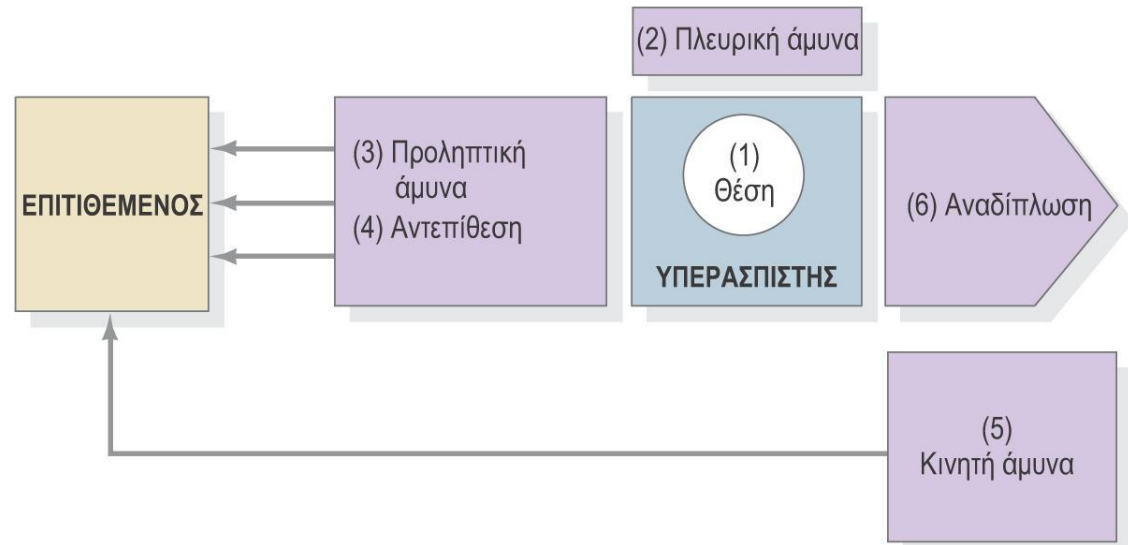 (2) Πλευρική άμυνα
ΕΠΙΤΙΘΕΜΕΝΟΣ
(3) Προληπτική
άμυνα
(4) Αντεπίθεση
(1)
Θέση
ΥΠΕΡΑΣΠΙΣΤΗΣ
(6) Αναδίπλωση
(5)
Κινητή άμυνα